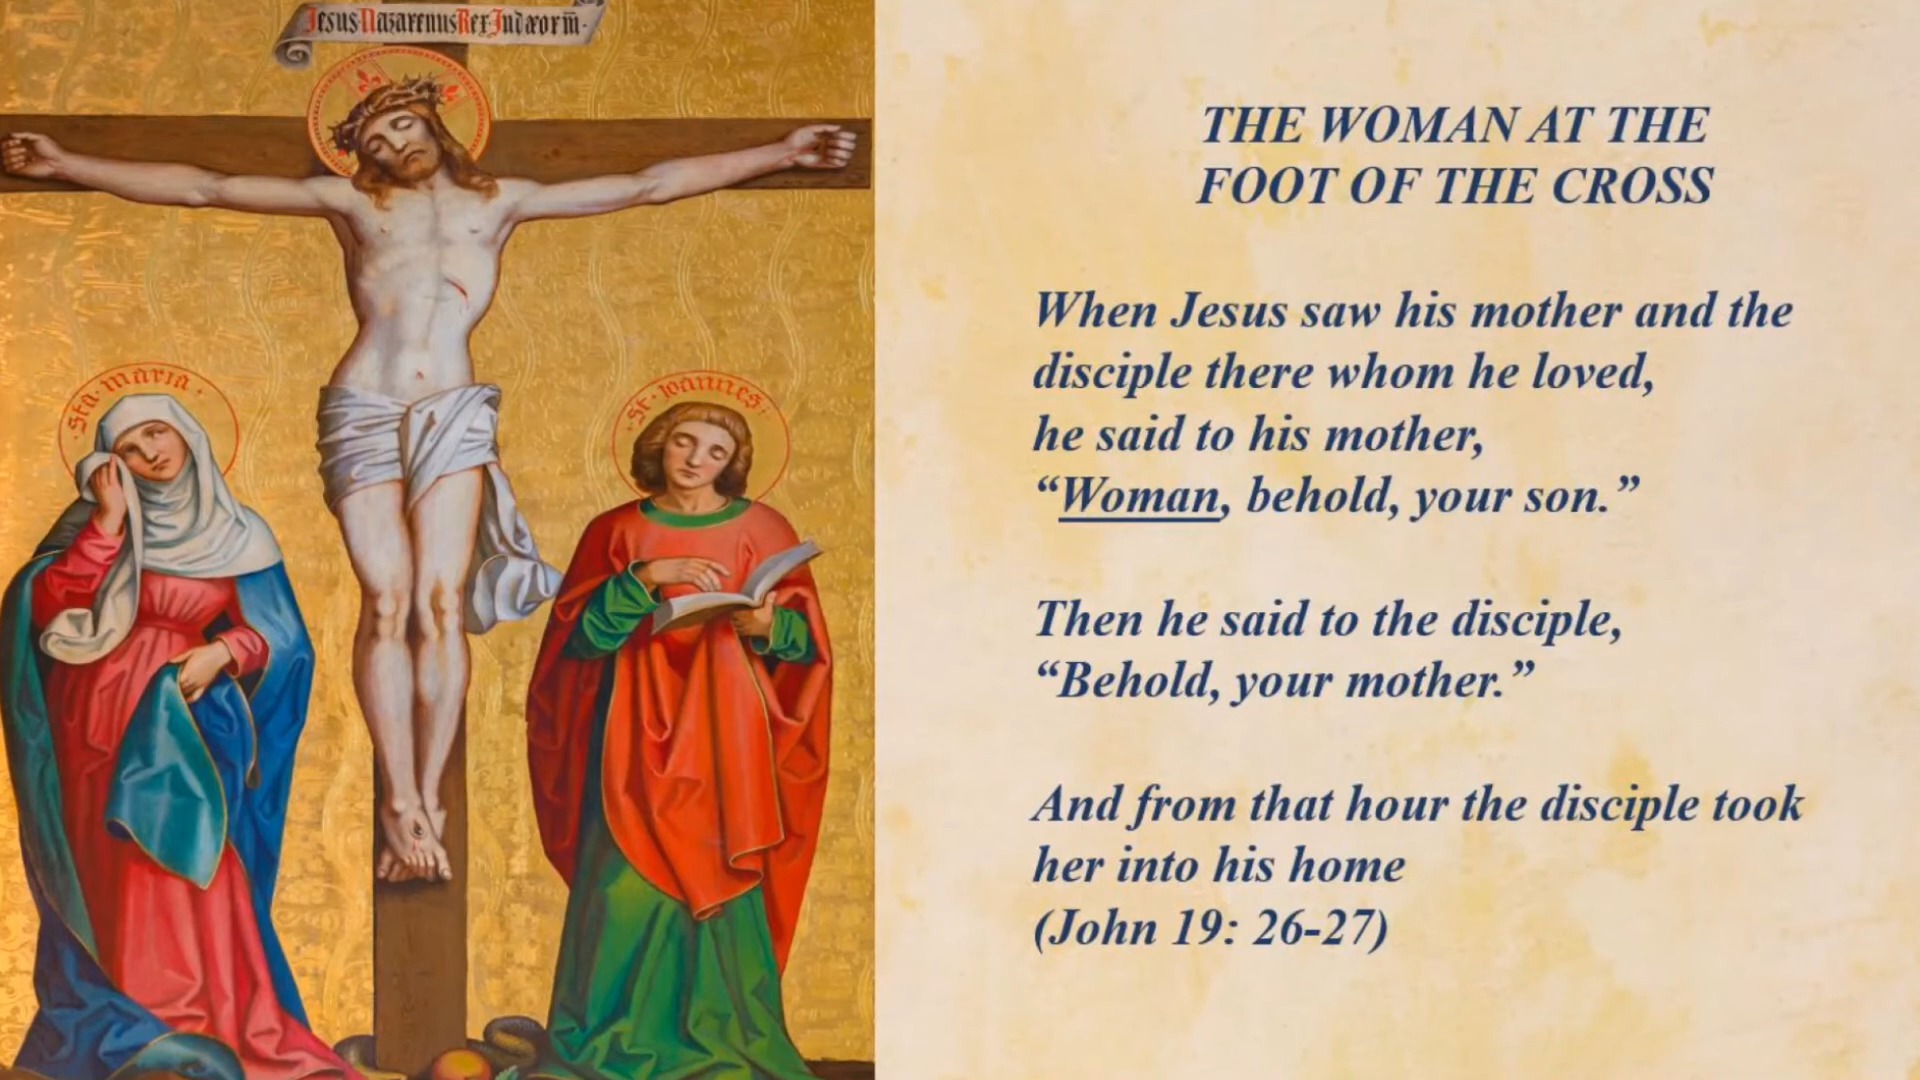 Jesus·Nazarenus Rex·Judæorm̄·
·Sta·maria·
·St·Joannes·
THE WOMAN AT THE
FOOT OF THE CROSS
When Jesus saw his mother and the
disciple there whom he loved,
he said to his mother,
“Woman, behold, your son.”
Then he said to the disciple,
“Behold, your mother.”
And from that hour the disciple took
her into his home
(John 19: 26-27)